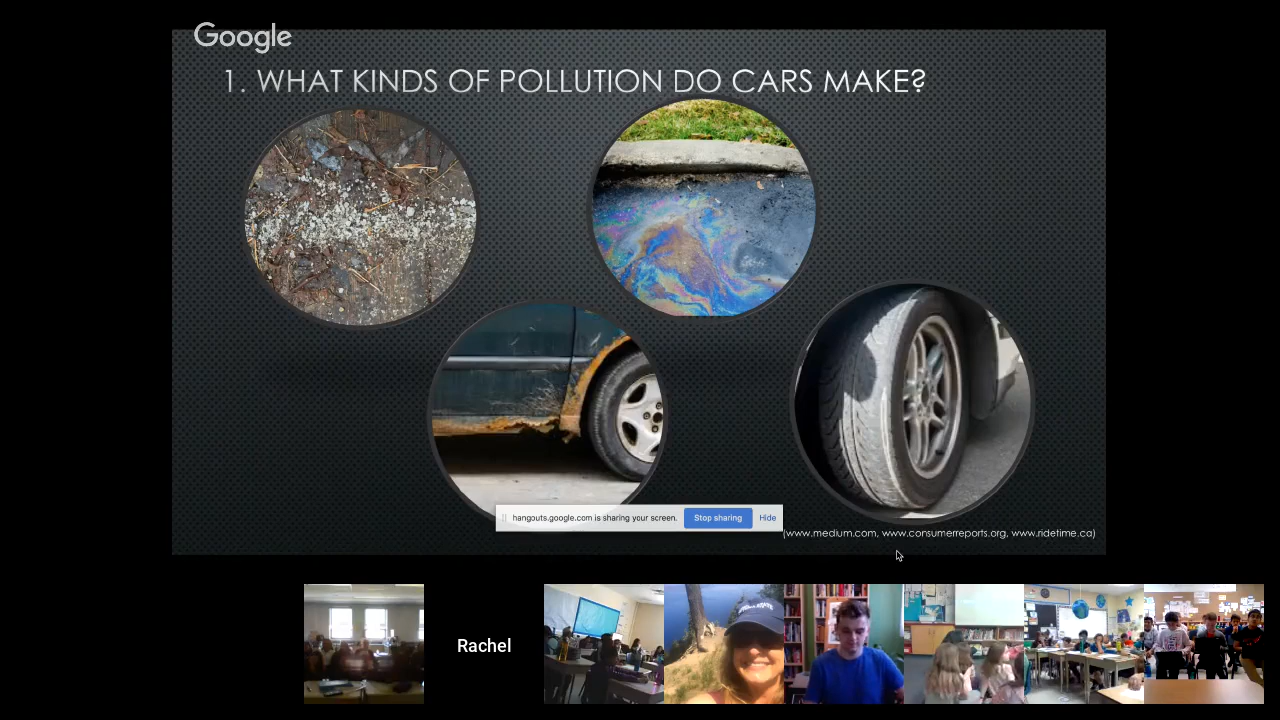 Google
1. WHAT KINDS OF POLLUTION DO CARS MAKE?
hangouts.google.com is sharing your screen. Stop sharing Hide
(www.medium.com, www.consumerreports.org, www.ridetime.ca)
Rachel